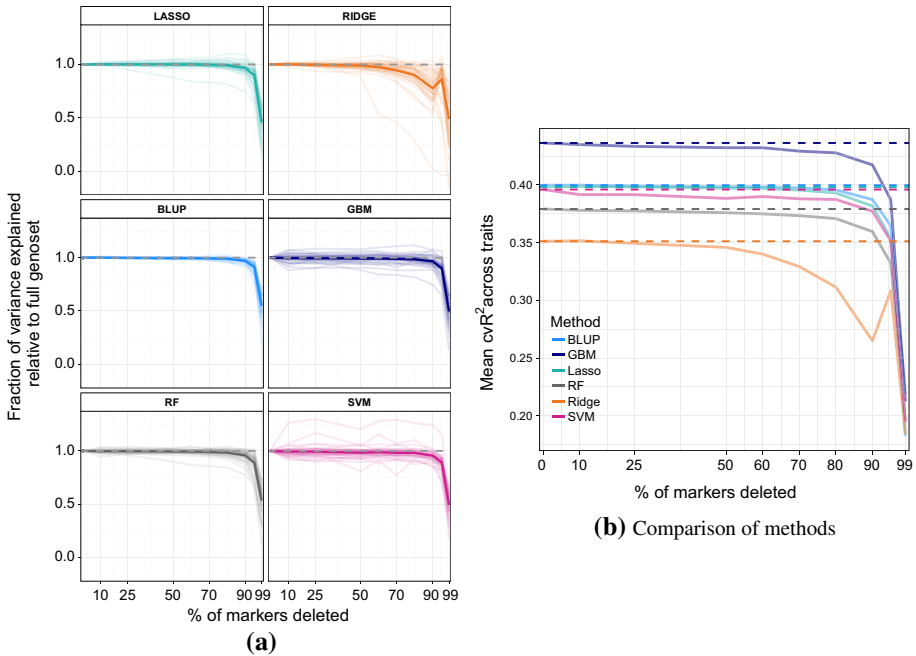 LASSO
RIDGE
1.0
0.5
0.0
BLUP
GBM
1.0
0.5
0.0
RF
SVM
1.0
0.5
0.0
Fraction of variance explained
relative to full genoset
10 25 50 70 90 99 10 25 50 70 90 99
% of markers deleted
(a)
Mean cvR² across traits
0.40
0.35
0.30
0.25
0.20
Method
BLUP
GBM
Lasso
RF
Ridge
SVM
0 10 25 50 60 70 80 90 99
% of markers deleted
(b) Comparison of methods